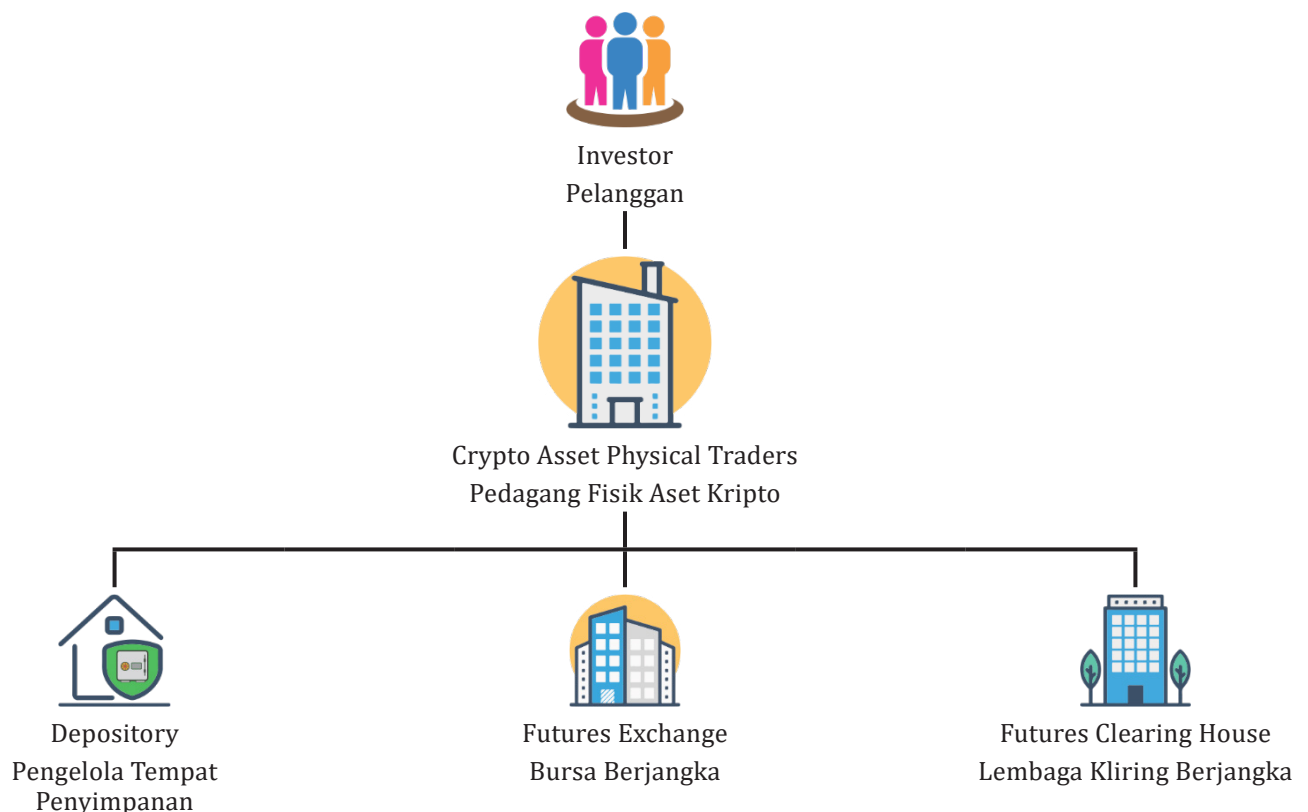 Investor
Pelanggan
Crypto Asset Physical Traders
Pedagang Fisik Aset Kripto
Depository
Pengelola Tempat
Penyimpanan
Futures Exchange
Bursa Berjangka
Futures Clearing House
Lembaga Kliring Berjangka